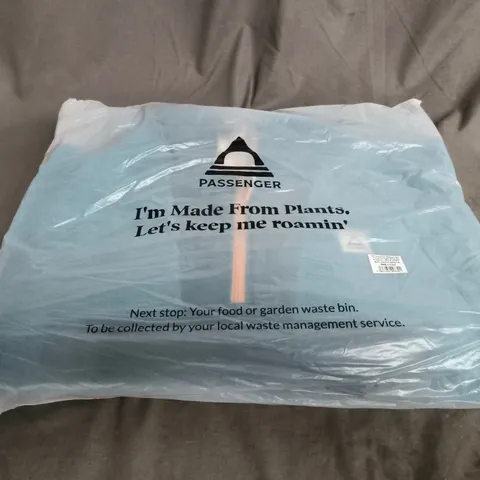 PASSENGER
I'm Made From Plants.
Let's keep me roamin'
Next stop: Your food or garden waste bin.
To be collected by your local waste management service.